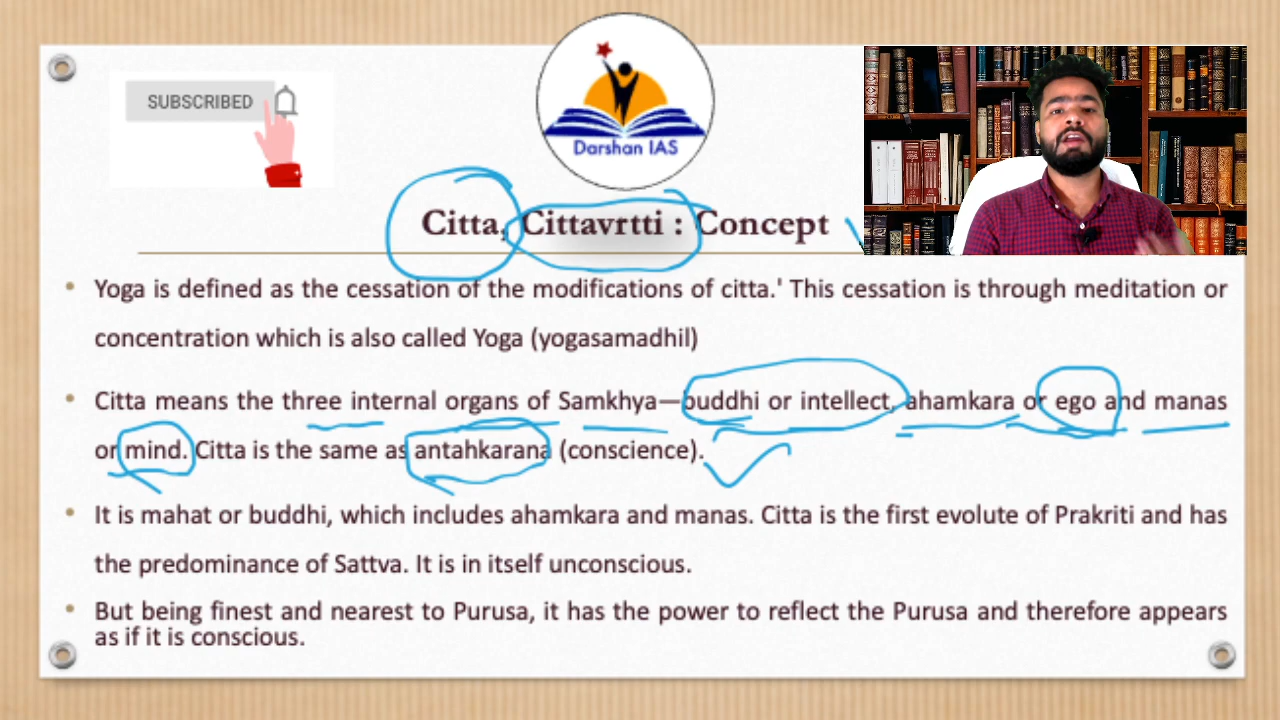 SUBSCRIBED
Darshan IAS
Citta, Cittavrtti : Concept
• Yoga is defined as the cessation of the modifications of citta.' This cessation is through meditation or
concentration which is also called Yoga (yogasamadhil)
• Citta means the three internal organs of Samkhya—buddhi or intellect, ahamkara or ego and manas
or mind. Citta is the same as antahkarana (conscience).
• It is mahat or buddhi, which includes ahamkara and manas. Citta is the first evolute of Prakriti and has
the predominance of Sattva. It is in itself unconscious.
• But being finest and nearest to Purusa, it has the power to reflect the Purusa and therefore appears
as if it is conscious.